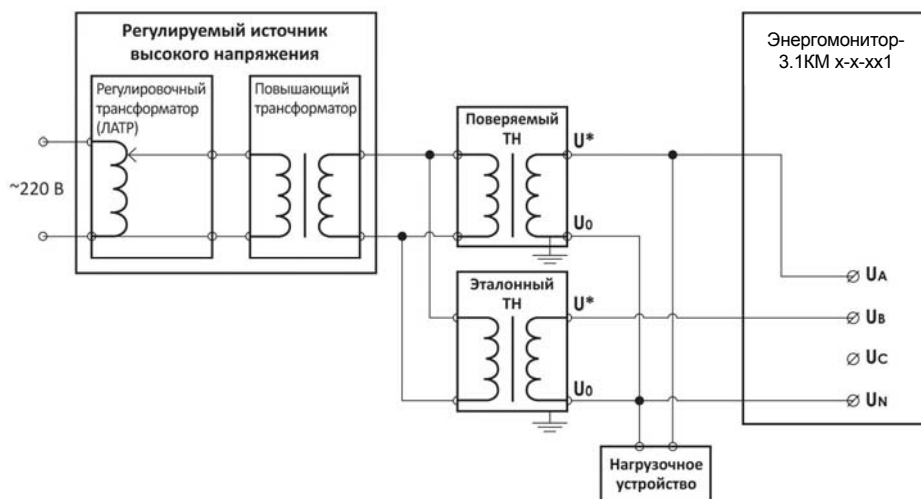 Регулируемый источник
высокого напряжения
Регулировочный
трансформатор
(ЛАТР)
Повышающий
трансформатор
~220 В
Поверяемый
ТН
U*
U0
Эталонный
ТН
U*
U0
Нагрузочное
устройство
Энергомонитор-
3.1КМ х-х-хх1
UA
UB
UC
UN